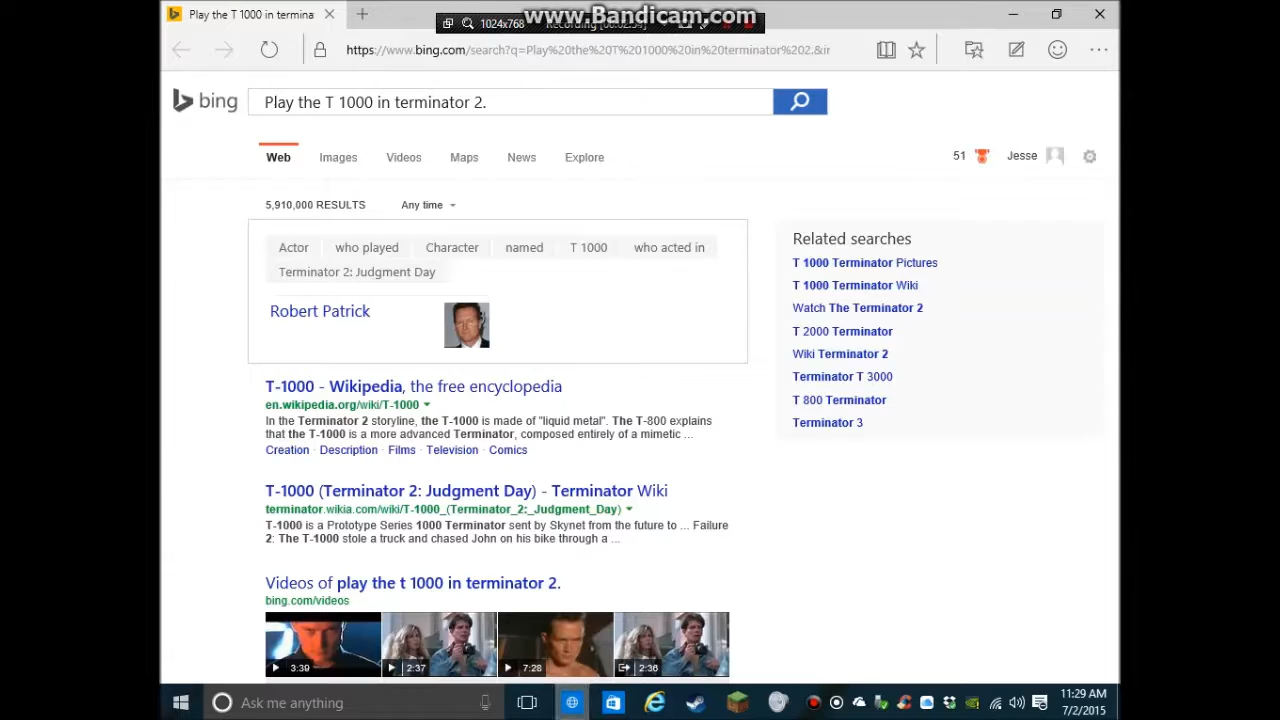 Play the T 1000 in termina
1024x768
Recording
www.Bandicam.com
https://www.bing.com/search?q=Play%20the%20T%201000%20in%20terminator%202.&ir
bing
Play the T 1000 in terminator 2.
Web Images Videos Maps News Explore
51 Jesse
5,910,000 RESULTS Any time
Actor who played Character named T 1000 who acted in
Terminator 2: Judgment Day
Robert Patrick
T-1000 - Wikipedia, the free encyclopedia
en.wikipedia.org/wiki/T-1000
In the Terminator 2 storyline, the T-1000 is made of "liquid metal". The T-800 explains
that the T-1000 is a more advanced Terminator, composed entirely of a mimetic ...
Creation · Description · Films · Television · Comics
T-1000 (Terminator 2: Judgment Day) - Terminator Wiki
terminator.wikia.com/wiki/T-1000_(Terminator_2:_Judgment_Day)
T-1000 is a Prototype Series 1000 Terminator sent by Skynet from the future to ... Failure
2: The T-1000 stole a truck and chased John on his bike through a ...
Videos of play the t 1000 in terminator 2.
bing.com/videos
3:39 2:37 7:28 2:36
Related searches
T 1000 Terminator Pictures
T 1000 Terminator Wiki
Watch The Terminator 2
T 2000 Terminator
Wiki Terminator 2
Terminator T 3000
T 800 Terminator
Terminator 3
Ask me anything
11:29 AM
7/2/2015